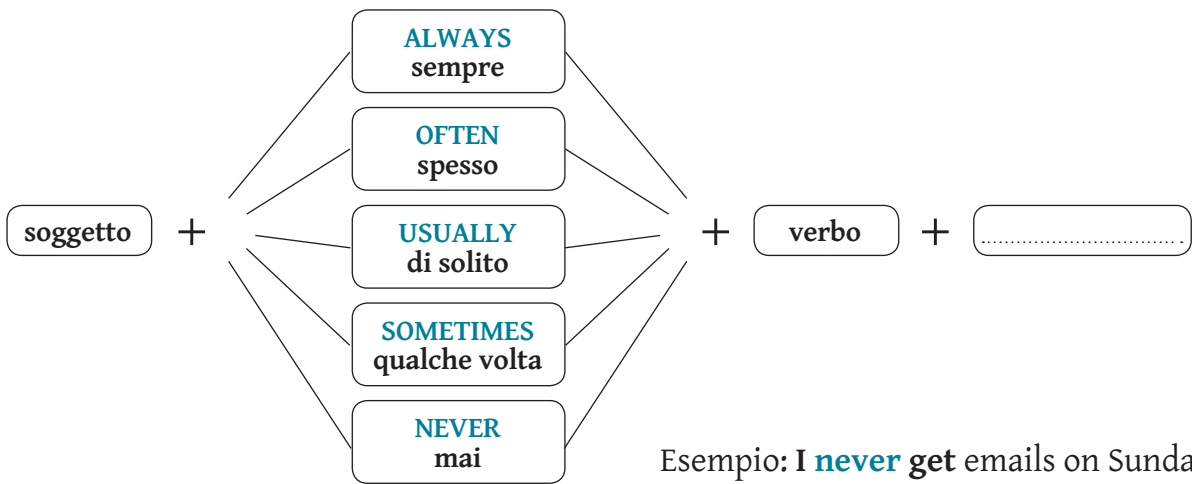 ALWAYS
sempre
OFTEN
spesso
soggetto + USUALLY + verbo + ................................
di solito
SOMETIMES
qualche volta
NEVER
mai
Esempio: I never get emails on Sunda